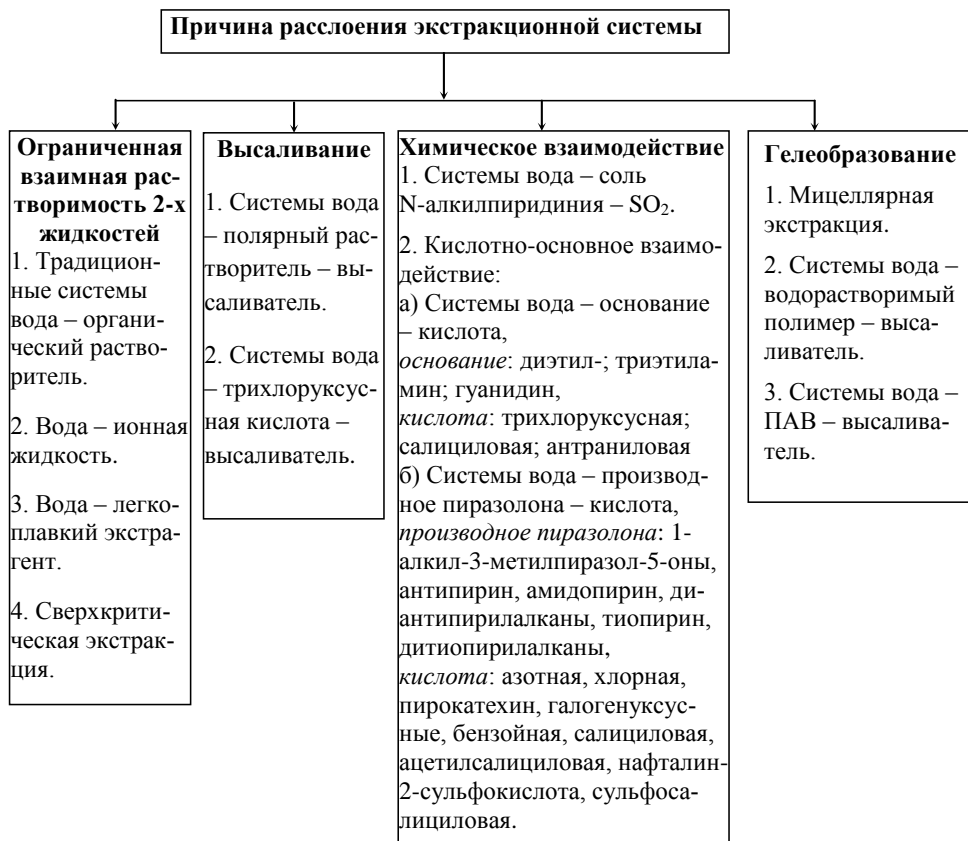 Причина расслоения экстракционной системы
Ограниченная
взаимная рас-
творимость 2-х
жидкостей
1. Традицион-
ные системы
вода – органи-
ческий раство-
ритель.
2. Вода – ионная
жидкость.
3. Вода – легко-
плавкий экстра-
гент.
4. Сверхкрити-
ческая экстрак-
ция.
Высаливание
1. Системы вода
– полярный рас-
творитель – вы-
саливатель.
2. Системы вода
– трихлоруксус-
ная кислота –
высаливатель.
Химическое взаимодействие
1. Системы вода – соль
N-алкилпиридиния – SO₂.
2. Кислотно-основное взаимо-
действие:
а) Системы вода – основание
– кислота,
основание: диэтил-; триэтила-
мин; гуанидин,
кислота: трихлоруксусная;
салициловая; антраниловая
б) Системы вода – производ-
ное пиразолона – кислота,
производное пиразолона: 1-
алкил-3-метилпиразол-5-оны,
антипирин, амидопирин, ди-
антипирилалканы, тиопирин,
дитиопирилалканы,
кислота: азотная, хлорная,
пирокатехин, галогенуксус-
ные, бензойная, салициловая,
ацетилсалициловая, нафталин-
2-сульфокислота, сульфоса-
лициловая.
Гелеобразование
1. Мицеллярная
экстракция.
2. Системы вода –
водорастворимый
полимер – выса-
ливатель.
3. Системы вода –
ПАВ – высалива-
тель.